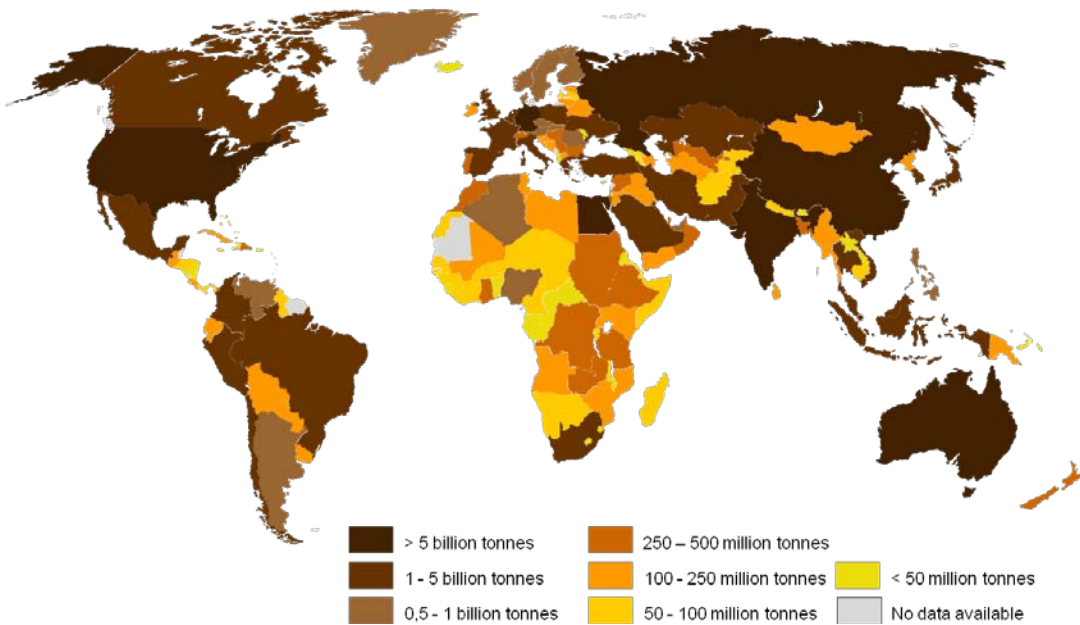 > 5 billion tonnes
1 - 5 billion tonnes
0,5 - 1 billion tonnes
250 – 500 million tonnes
100 - 250 million tonnes
50 - 100 million tonnes
< 50 million tonnes
No data available